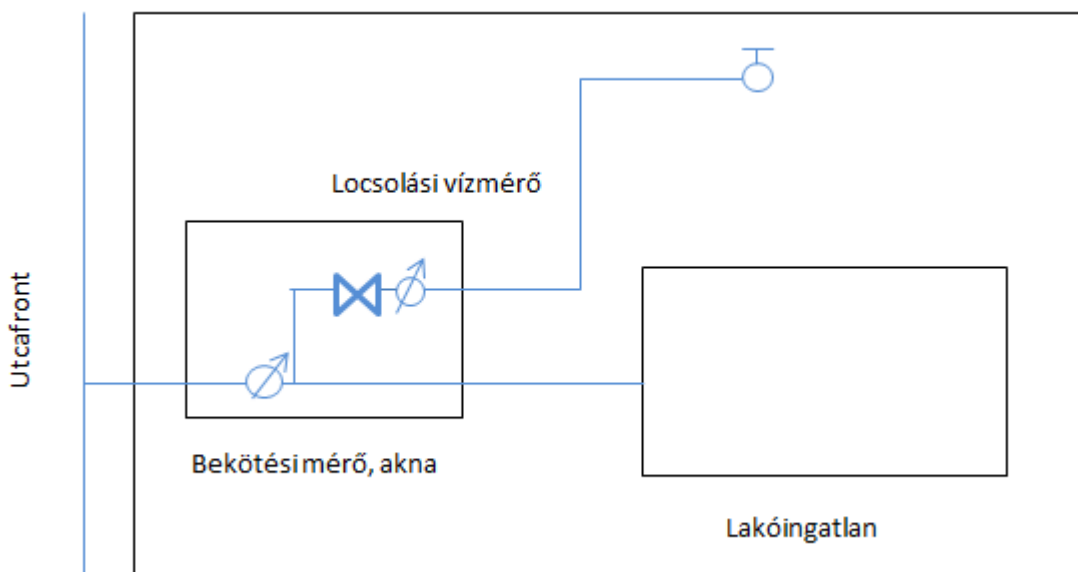 Locsolási vízmérő
Utcafront
Bekötési mérő, akna
Lakóingatlan